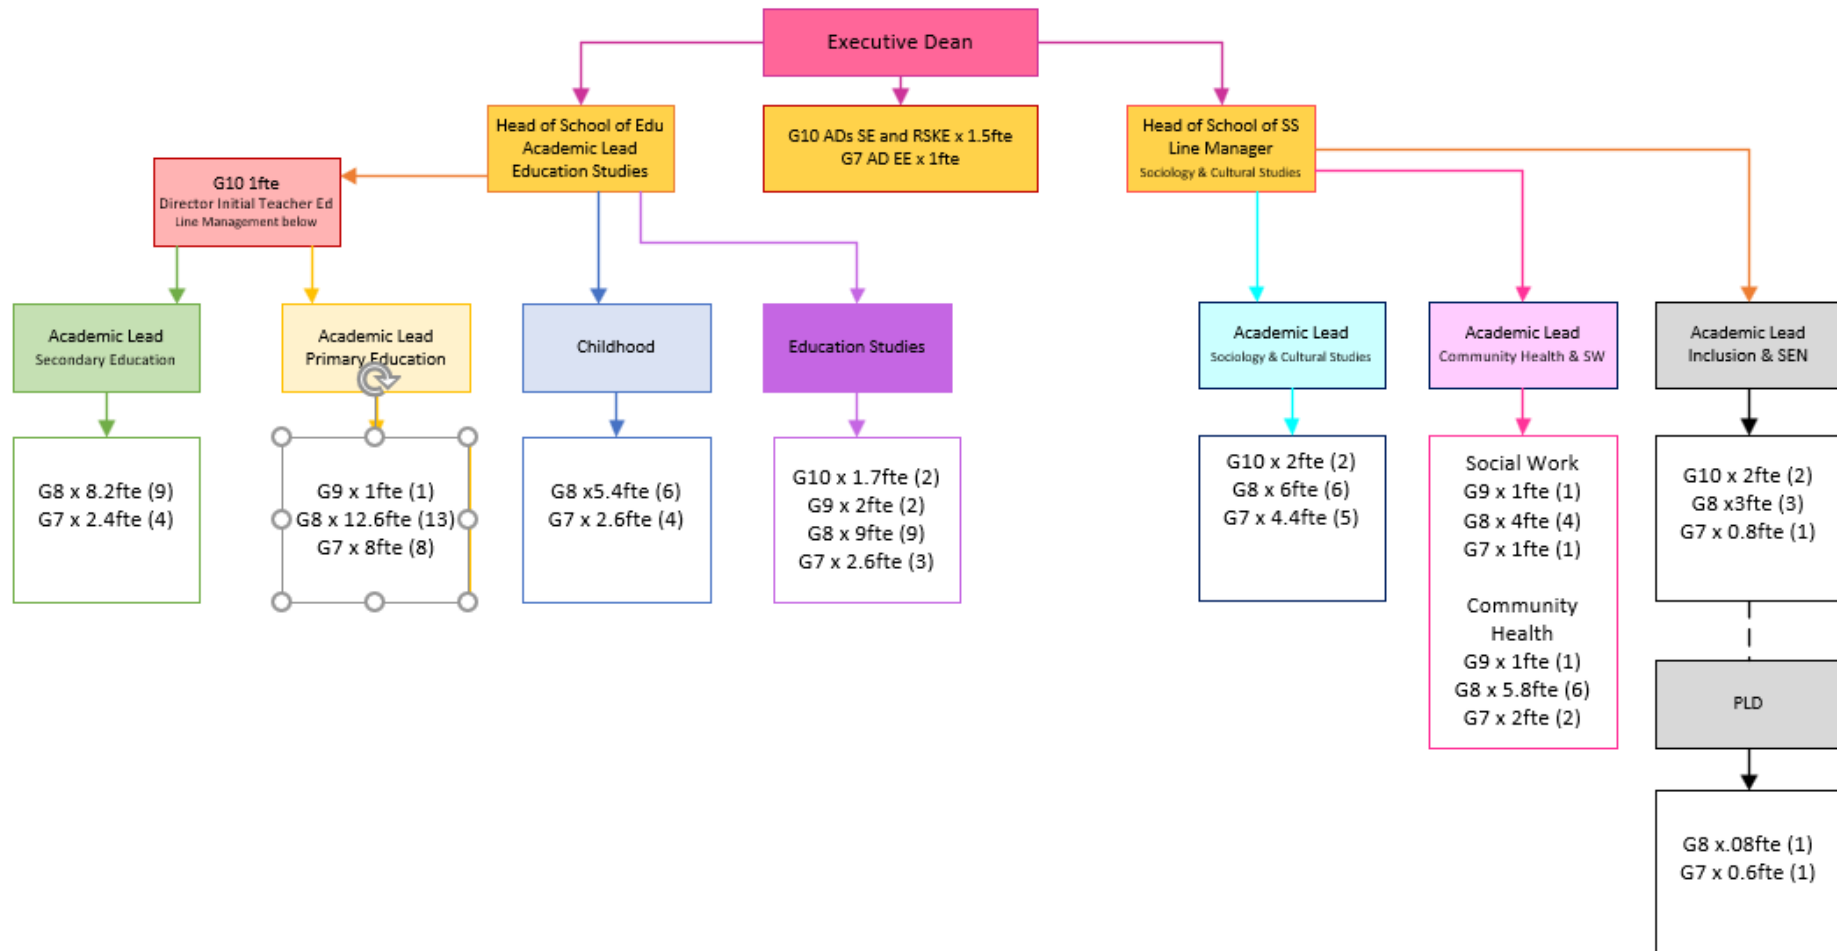 Executive Dean
Head of School of Edu
Academic Lead
Education Studies
G10 ADs SE and RSKE x 1.5fte
G7 AD EE x 1fte
Head of School of SS
Line Manager
Sociology & Cultural Studies
G10 1fte
Director Initial Teacher Ed
Line Management below
Academic Lead
Secondary Education
Academic Lead
Primary Education
Childhood
Education Studies
Academic Lead
Sociology & Cultural Studies
Academic Lead
Community Health & SW
Academic Lead
Inclusion & SEN
G8 x 8.2fte (9)
G7 x 2.4fte (4)
G9 x 1fte (1)
G8 x 12.6fte (13)
G7 x 8fte (8)
G8 x5.4fte (6)
G7 x 2.6fte (4)
G10 x 1.7fte (2)
G9 x 2fte (2)
G8 x 9fte (9)
G7 x 2.6fte (3)
G10 x 2fte (2)
G8 x 6fte (6)
G7 x 4.4fte (5)
Social Work
G9 x 1fte (1)
G8 x 4fte (4)
G7 x 1fte (1)
Community
Health
G9 x 1fte (1)
G8 x 5.8fte (6)
G7 x 2fte (2)
G10 x 2fte (2)
G8 x3fte (3)
G7 x 0.8fte (1)
PLD
G8 x.08fte (1)
G7 x 0.6fte (1)